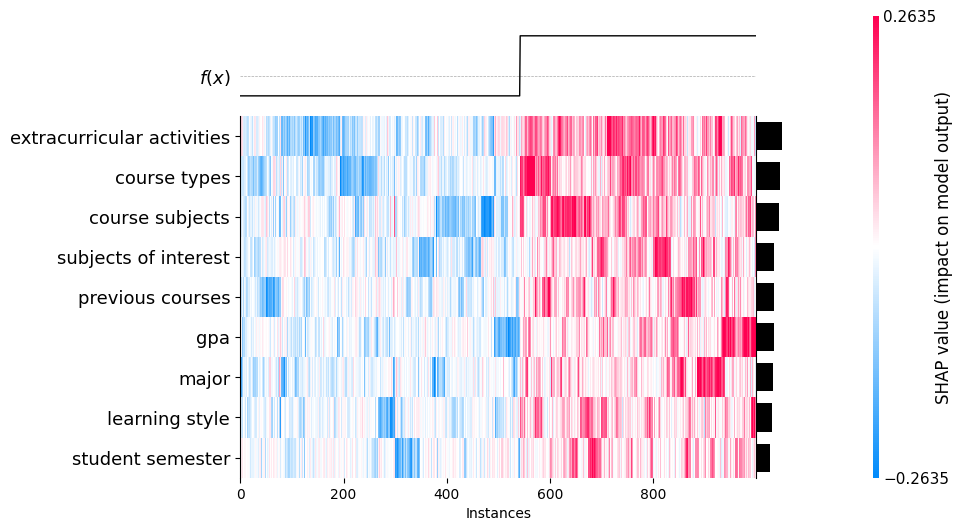 0.2635
f(x)
extracurricular activities
course types
course subjects
subjects of interest
previous courses
gpa
major
learning style
student semester
0 200 400 600 800
Instances
−0.2635
SHAP value (impact on model output)